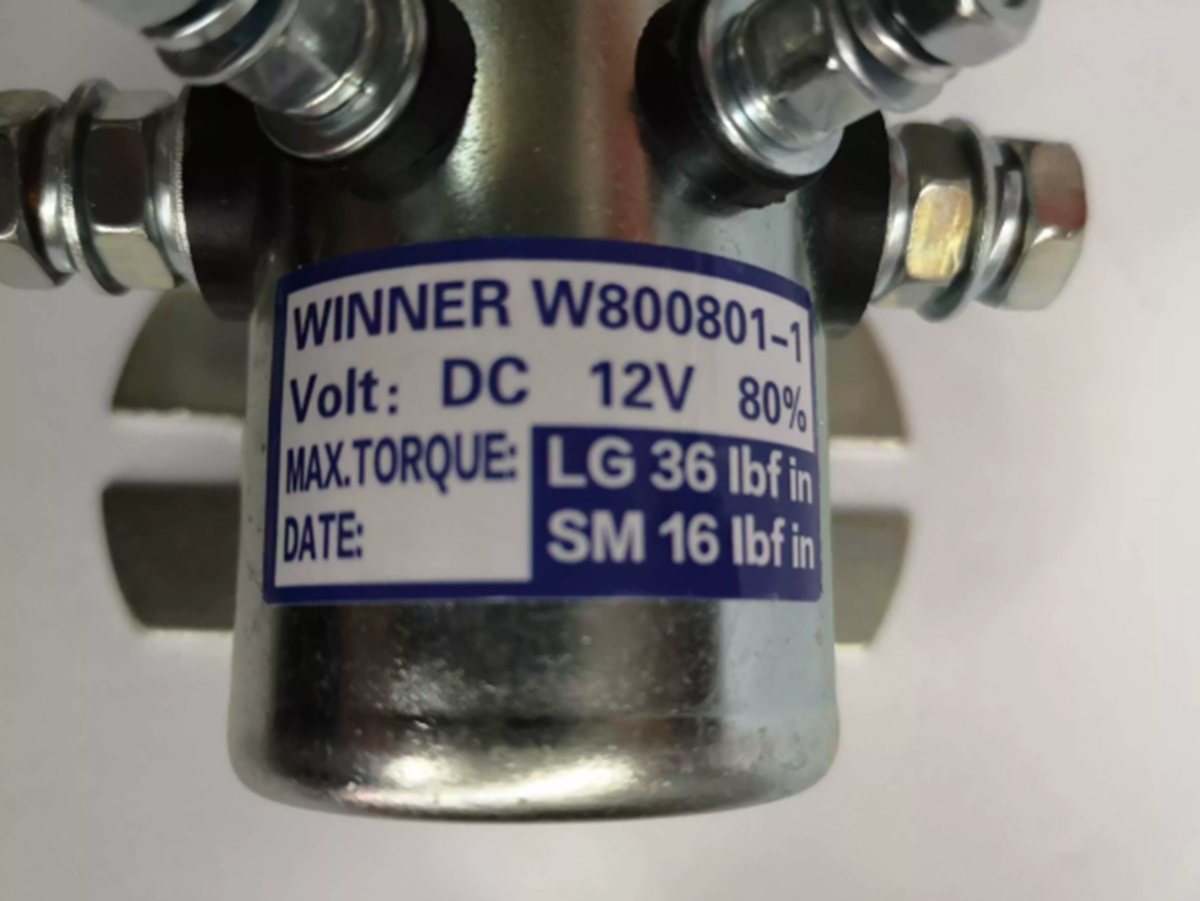 WINNER W800801-1
Volt: DC 12V 80%
MAX.TORQUE: LG 36 lbf in
DATE: SM 16 lbf in